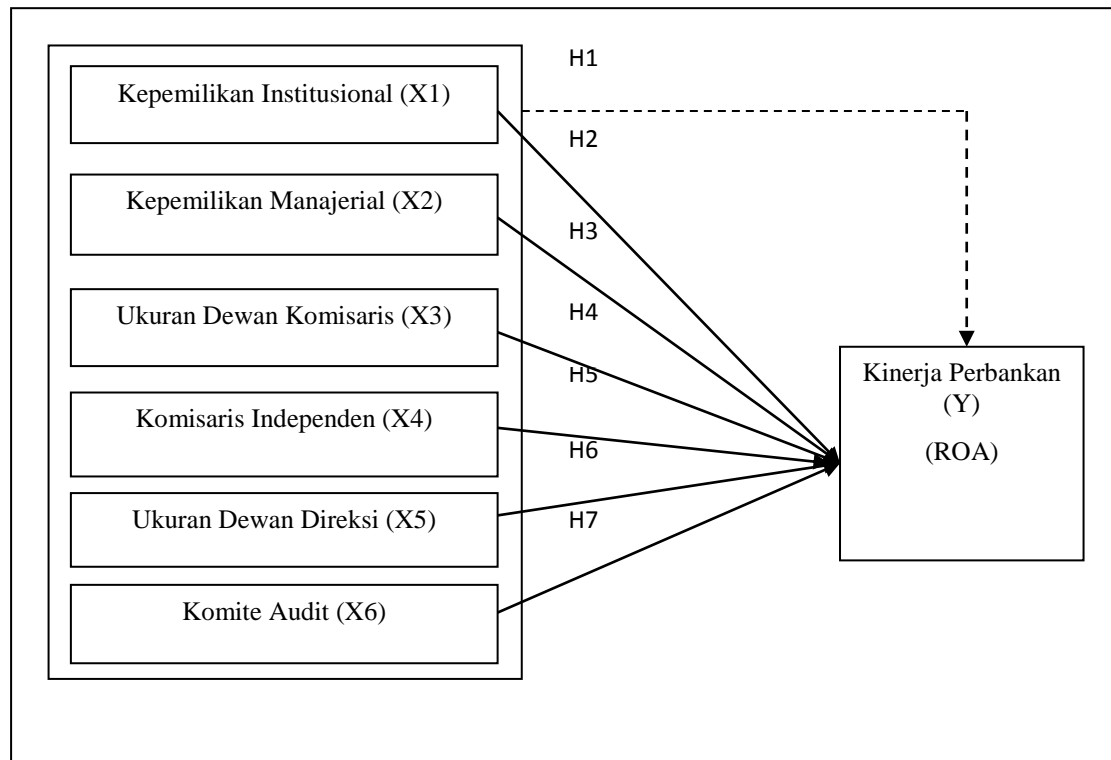 H1
Kepemilikan Institusional (X1)
H2
Kepemilikan Manajerial (X2)
H3
Ukuran Dewan Komisaris (X3)
H4
H5
Kinerja Perbankan
(Y)
(ROA)
Komisaris Independen (X4)
H6
Ukuran Dewan Direksi (X5)
H7
Komite Audit (X6)